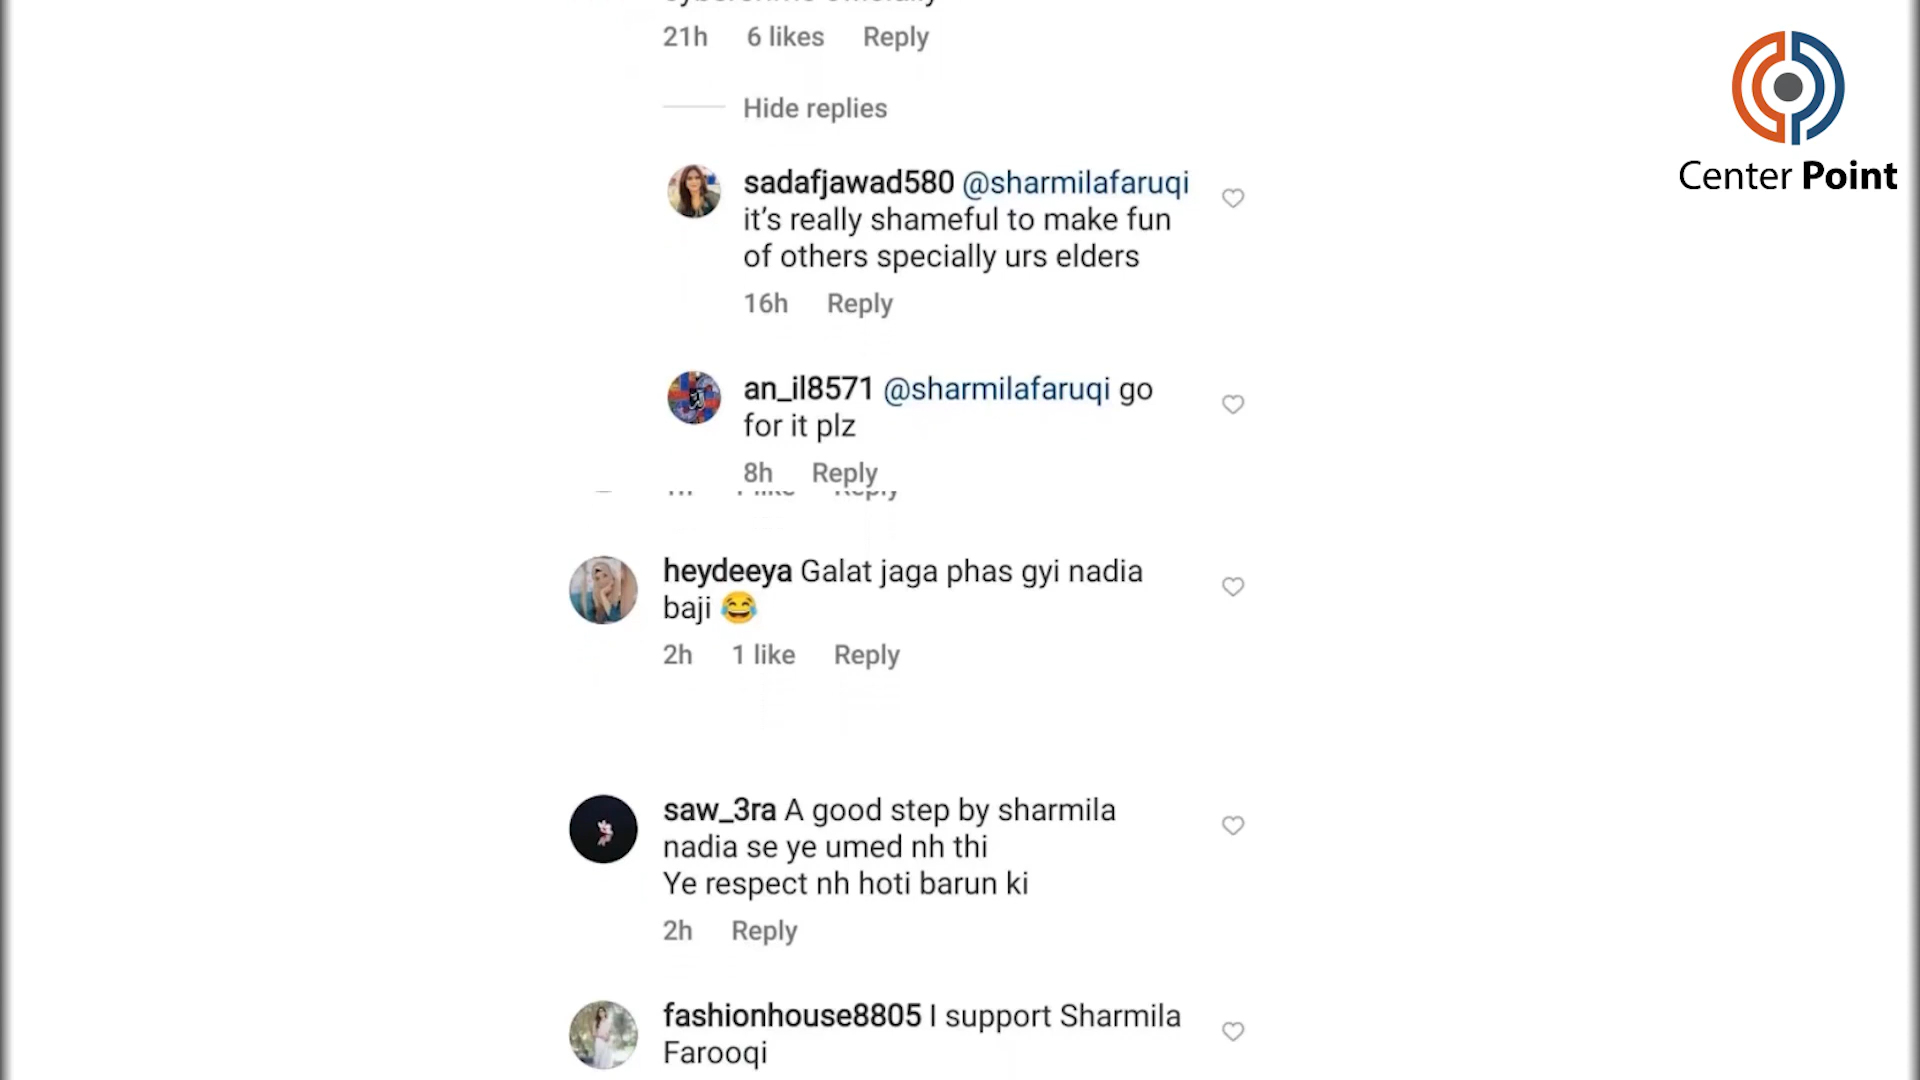 21h 6 likes Reply
Hide replies
sadafjawad580 @sharmilafaruqi
it's really shameful to make fun
of others specially urs elders
16h Reply
an_il8571 @sharmilafaruqi go
for it plz
8h Reply
heydeeya Galat jaga phas gyi nadia
baji 😂
2h 1 like Reply
saw_3ra A good step by sharmila
nadia se ye umed nh thi
Ye respect nh hoti barun ki
2h Reply
fashionhouse8805 I support Sharmila
Farooqi
Center Point